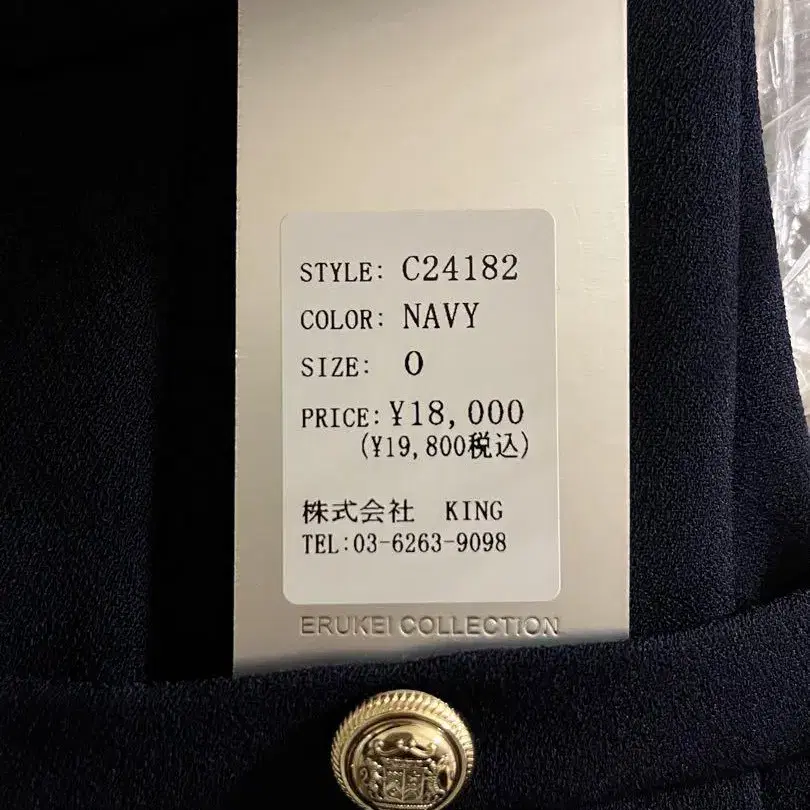 STYLE: C24182
COLOR: NAVY
SIZE: 0
PRICE: ¥18,000
(¥19,800税込)
株式会社 KING
TEL:03-6263-9098
ERUKEI COLLECTION